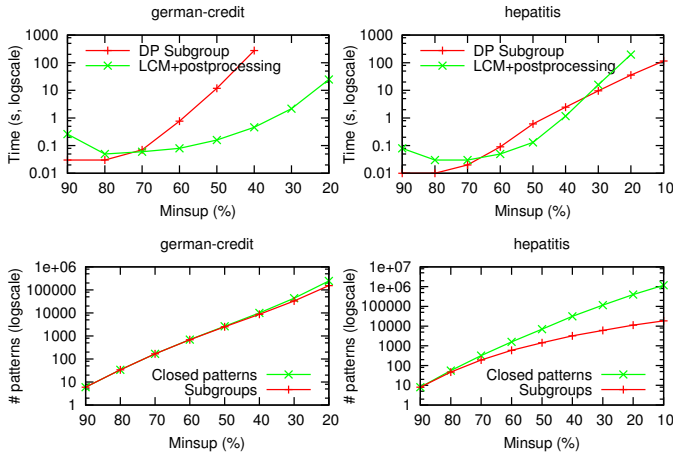 german-credit
Time (s, logscale)
1000
100
10
1
0.1
0.01
DP Subgroup
LCM+postprocessing
90 80 70 60 50 40 30 20
Minsup (%)
hepatitis
Time (s, logscale)
1000
100
10
1
0.1
0.01
DP Subgroup
LCM+postprocessing
90 80 70 60 50 40 30 20 10
Minsup (%)
german-credit
# patterns (logscale)
1e+06
100000
10000
1000
100
10
1
Closed patterns
Subgroups
90 80 70 60 50 40 30 20
Minsup (%)
hepatitis
# patterns (logscale)
1e+07
1e+06
100000
10000
1000
100
10
1
Closed patterns
Subgroups
90 80 70 60 50 40 30 20 10
Minsup (%)